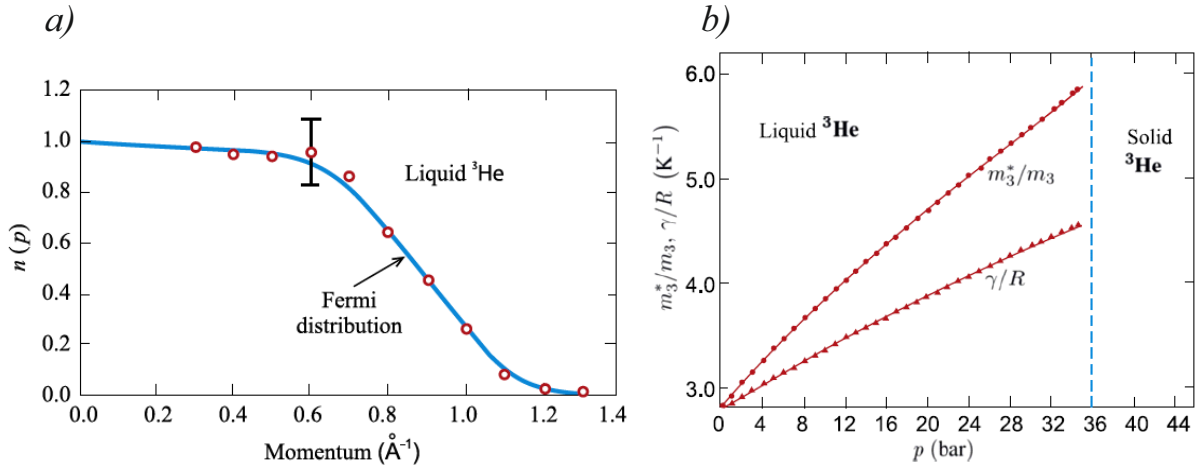 a)
1.2
1.0
0.8
0.6
0.4
0.2
0.0
n (p)
Liquid ³He
Fermi
distribution
0.0 0.2 0.4 0.6 0.8 1.0 1.2 1.4
Momentum (Å⁻¹)
b)
6.0
5.0
4.0
3.0
m₃*/m₃, γ/R (K⁻¹)
Liquid ³He
Solid
³He
m₃*/m₃
γ/R
0 4 8 12 16 20 24 28 32 36 40 44
p (bar)